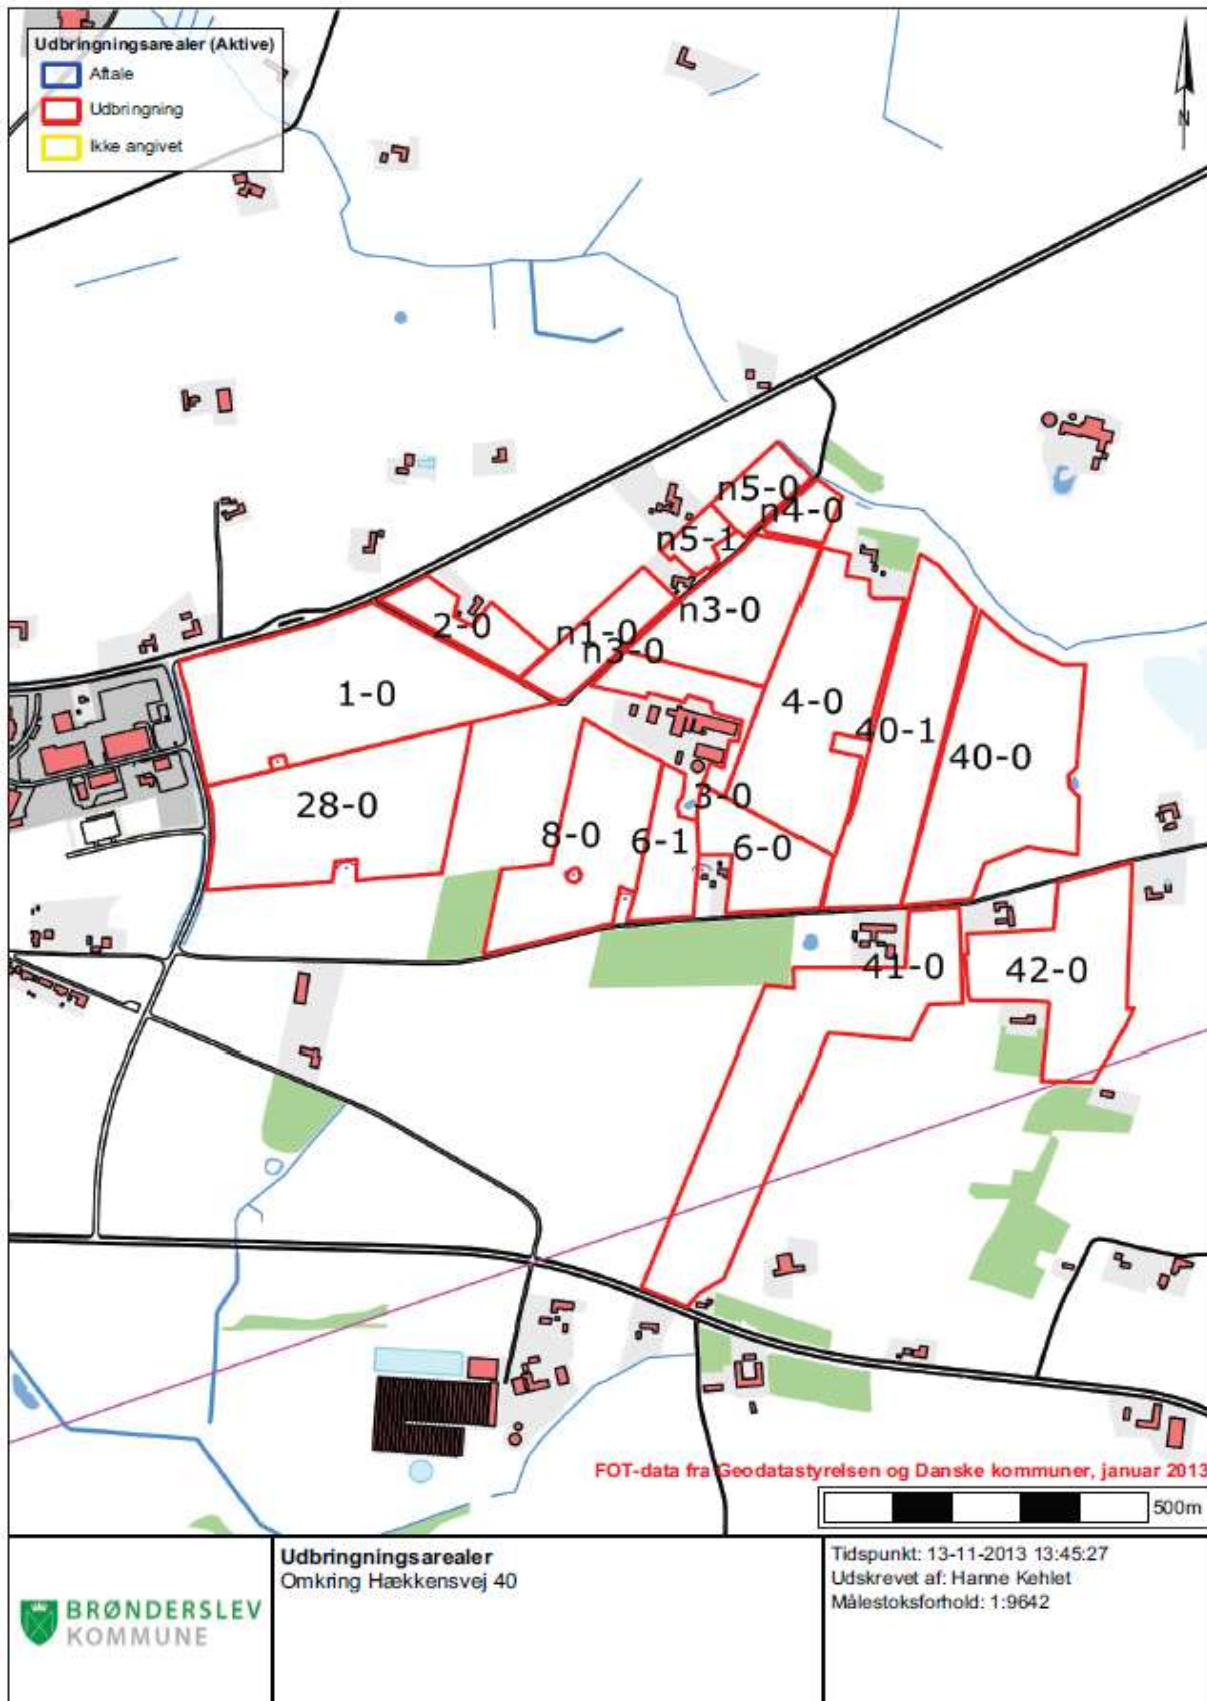 Udbringningsarealer (Aktive)
Aftale
Udbringning
Ikke angivet
N
n5-0
n4-0
n5-1
n3-0
2-0
n1-0
n3-0
1-0
4-0
40-1
40-0
28-0
3-0
8-0
6-1
6-0
41-0
42-0
FOT-data fra Geodatastyrelsen og Danske kommuner, januar 2013
500m
Udbringningsarealer
Omkring Hækkensvej 40
Tidspunkt: 13-11-2013 13:45:27
Udskrevet af: Hanne Kehlet
Målestoksforhold: 1:9642
BRØNDERSLEV
KOMMUNE